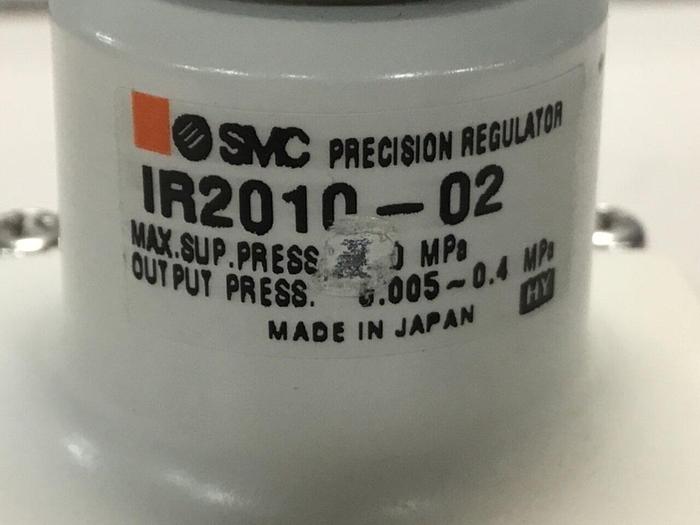 SMC PRECISION REGULATOR
IR2010-02
MAX.SUP.PRESS MPa
OUTPUT PRESS. 0.005~0.4 MPa
HY
MADE IN JAPAN